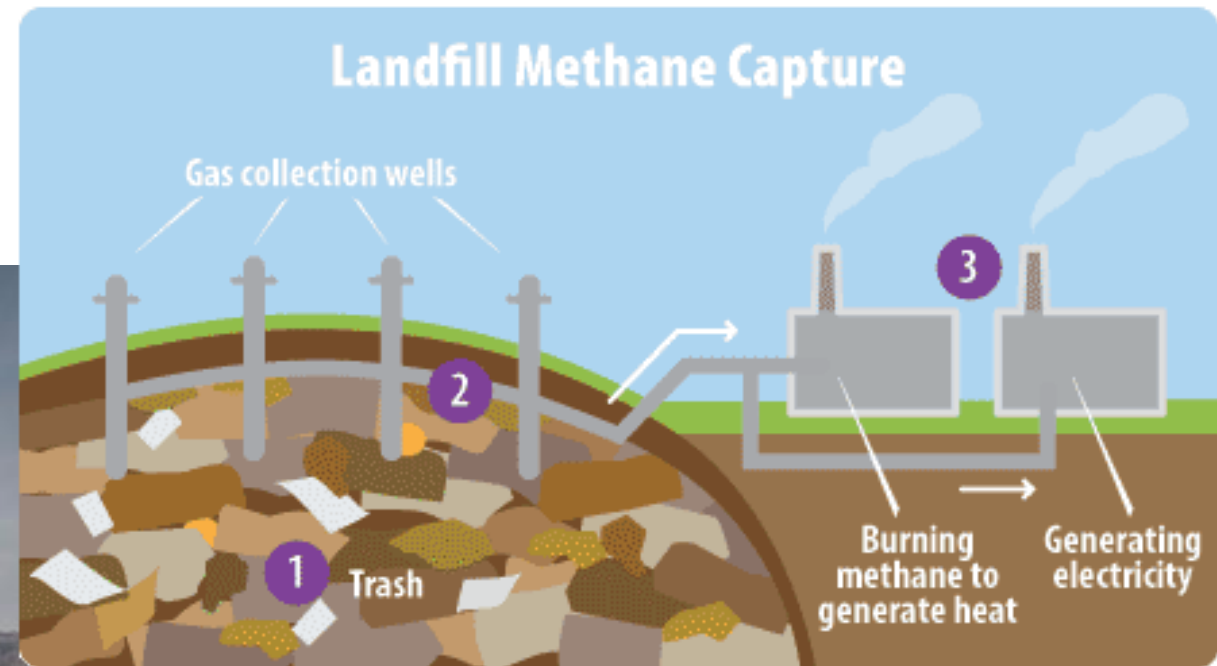 Landfill Methane Capture
Gas collection wells
3
2
1
Trash
Burning
methane to
generate heat
Generating
electricity